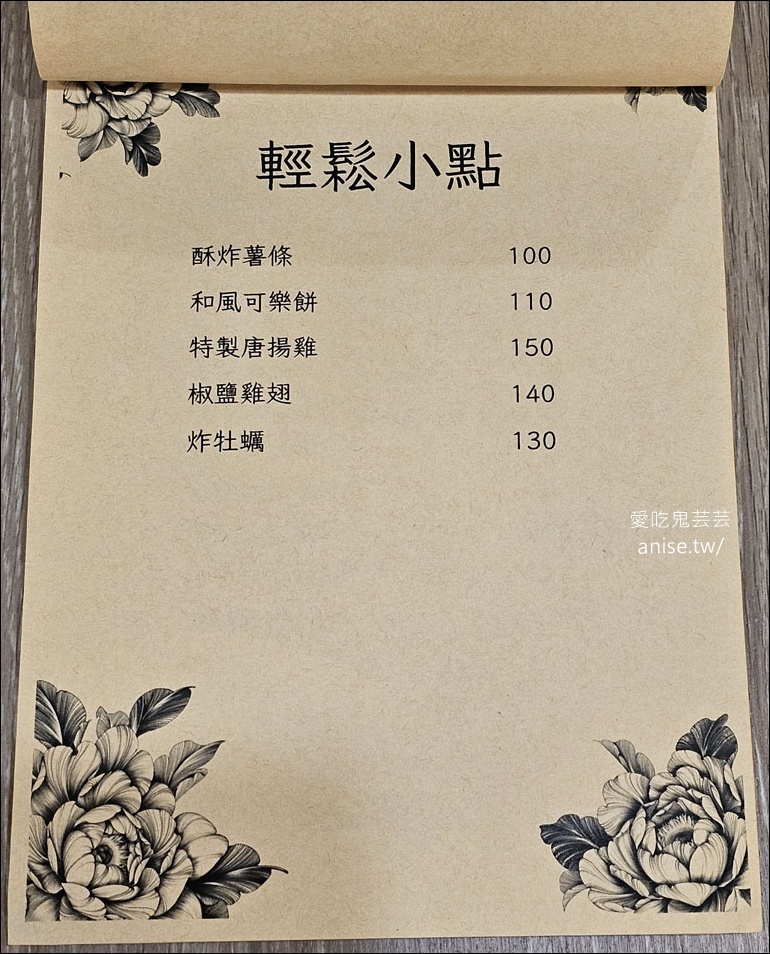 輕鬆小點
酥炸薯條 100
和風可樂餅 110
特製唐揚雞 150
椒鹽雞翅 140
炸牡蠣 130
愛吃鬼芸芸
anise.tw/